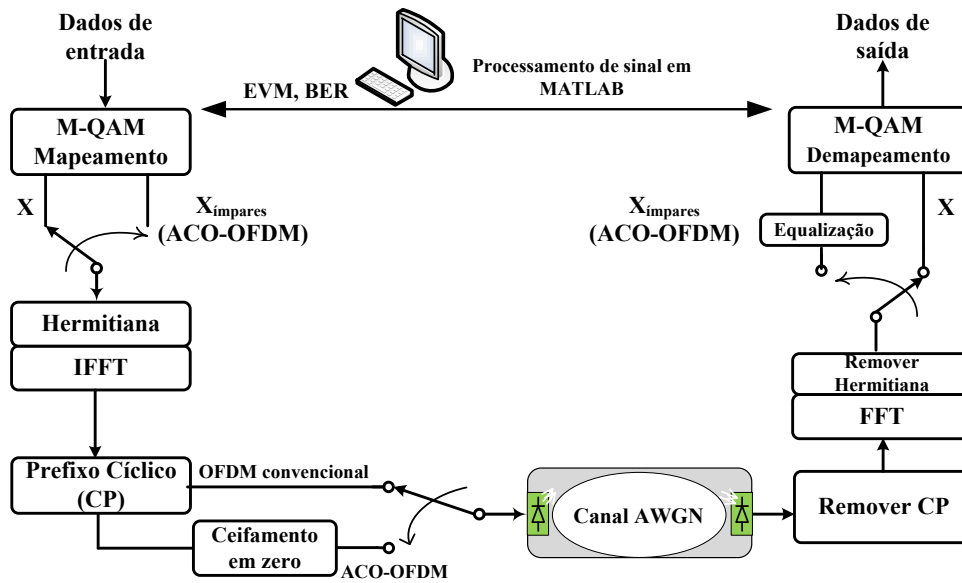 Dados de
entrada
M-QAM
Mapeamento
X
X ímpares
(ACO-OFDM)
Hermitiana
IFFT
Prefixo Cíclico
(CP)
OFDM convencional
Ceifamento
em zero
ACO-OFDM
EVM, BER
Processamento de sinal em
MATLAB
Canal AWGN
Remover CP
FFT
Remover
Hermitiana
X ímpares
(ACO-OFDM)
Equalização
X
M-QAM
Demapeamento
Dados de
saída